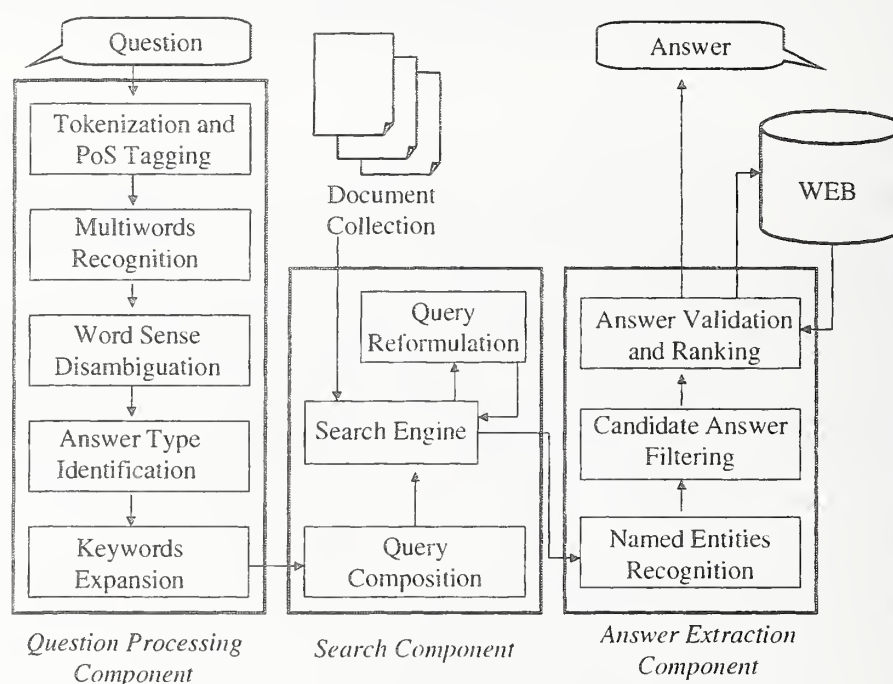 Question
Tokenization and
PoS Tagging
Multiwords
Recognition
Word Sense
Disambiguation
Answer Type
Identification
Keywords
Expansion
Question Processing
Component
Document
Collection
Query
Reformulation
Search Engine
Query
Composition
Search Component
Answer
WEB
Answer Validation
and Ranking
Candidate Answer
Filtering
Named Entities
Recognition
Answer Extraction
Component